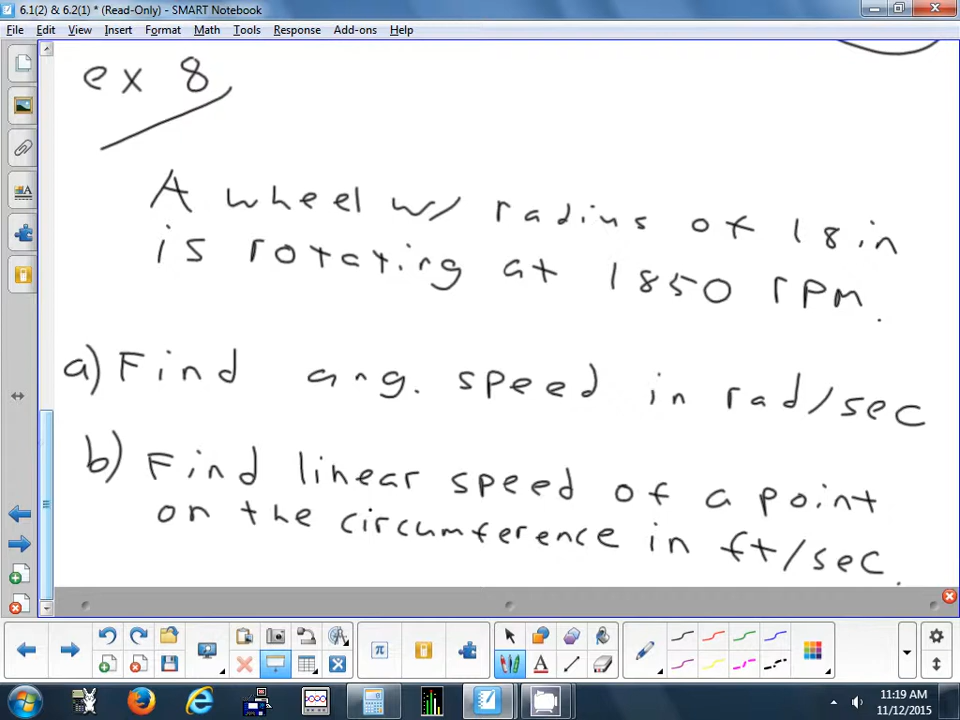 6.1(2) & 6.2(1) * (Read-Only) - SMART Notebook
File Edit View Insert Format Math Tools Response Add-ons Help
ex 8
A wheel w/ radius of 18 in
is rotating at 1850 rpm.
a) Find ang. speed in rad/sec
b) Find linear speed of a point
on the circumference in ft/sec.
11:19 AM
11/12/2015